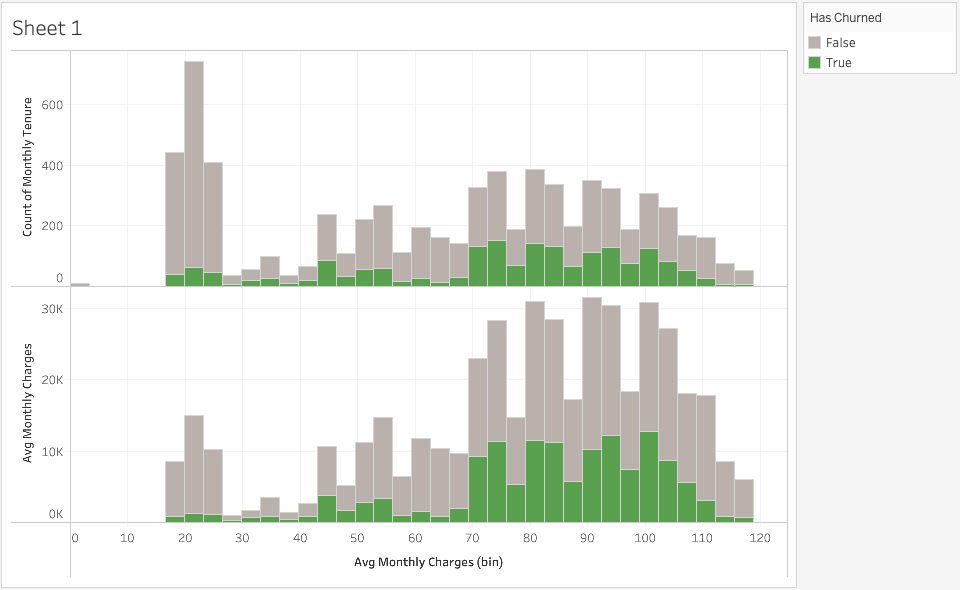 Sheet 1
Has Churned
False
True
Count of Monthly Tenure
600
400
200
0
Avg Monthly Charges
30K
20K
10K
0K
0 10 20 30 40 50 60 70 80 90 100 110 120
Avg Monthly Charges (bin)